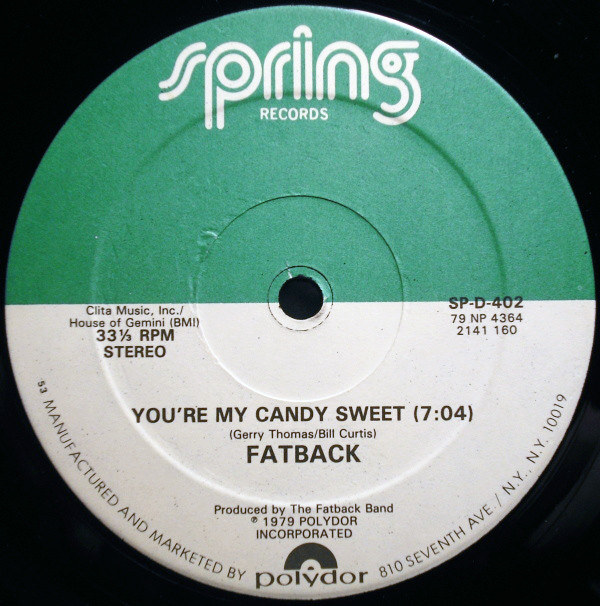 spring
RECORDS
Clita Music, Inc./
House of Gemini (BMI)
33⅓ RPM
STEREO
SP-D-402
79 NP 4364
2141 160
YOU'RE MY CANDY SWEET (7:04)
(Gerry Thomas/Bill Curtis)
FATBACK
Produced by The Fatback Band
℗ 1979 POLYDOR
INCORPORATED
53 MANUFACTURED AND MARKETED BY polydor 810 SEVENTH AVE. / N.Y., N.Y. 10019